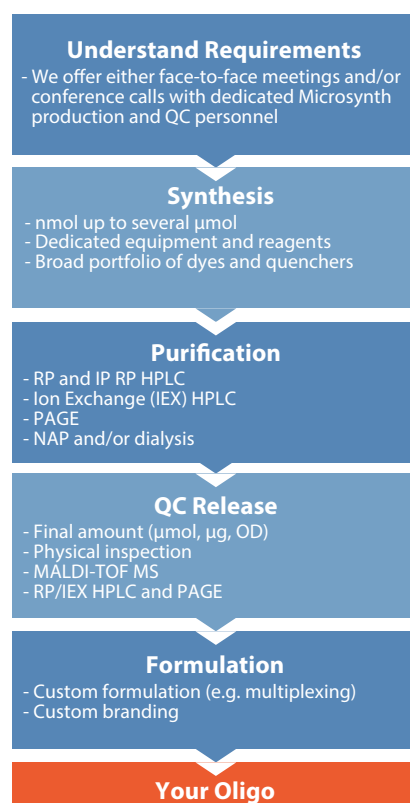 Understand Requirements
- We offer either face-to-face meetings and/or
conference calls with dedicated Microsynth
production and QC personnel
Synthesis
- nmol up to several μmol
- Dedicated equipment and reagents
- Broad portfolio of dyes and quenchers
Purification
- RP and IP RP HPLC
- Ion Exchange (IEX) HPLC
- PAGE
- NAP and/or dialysis
QC Release
- Final amount (μmol, μg, OD)
- Physical inspection
- MALDI-TOF MS
- RP/IEX HPLC and PAGE
Formulation
- Custom formulation (e.g. multiplexing)
- Custom branding
Your Oligo